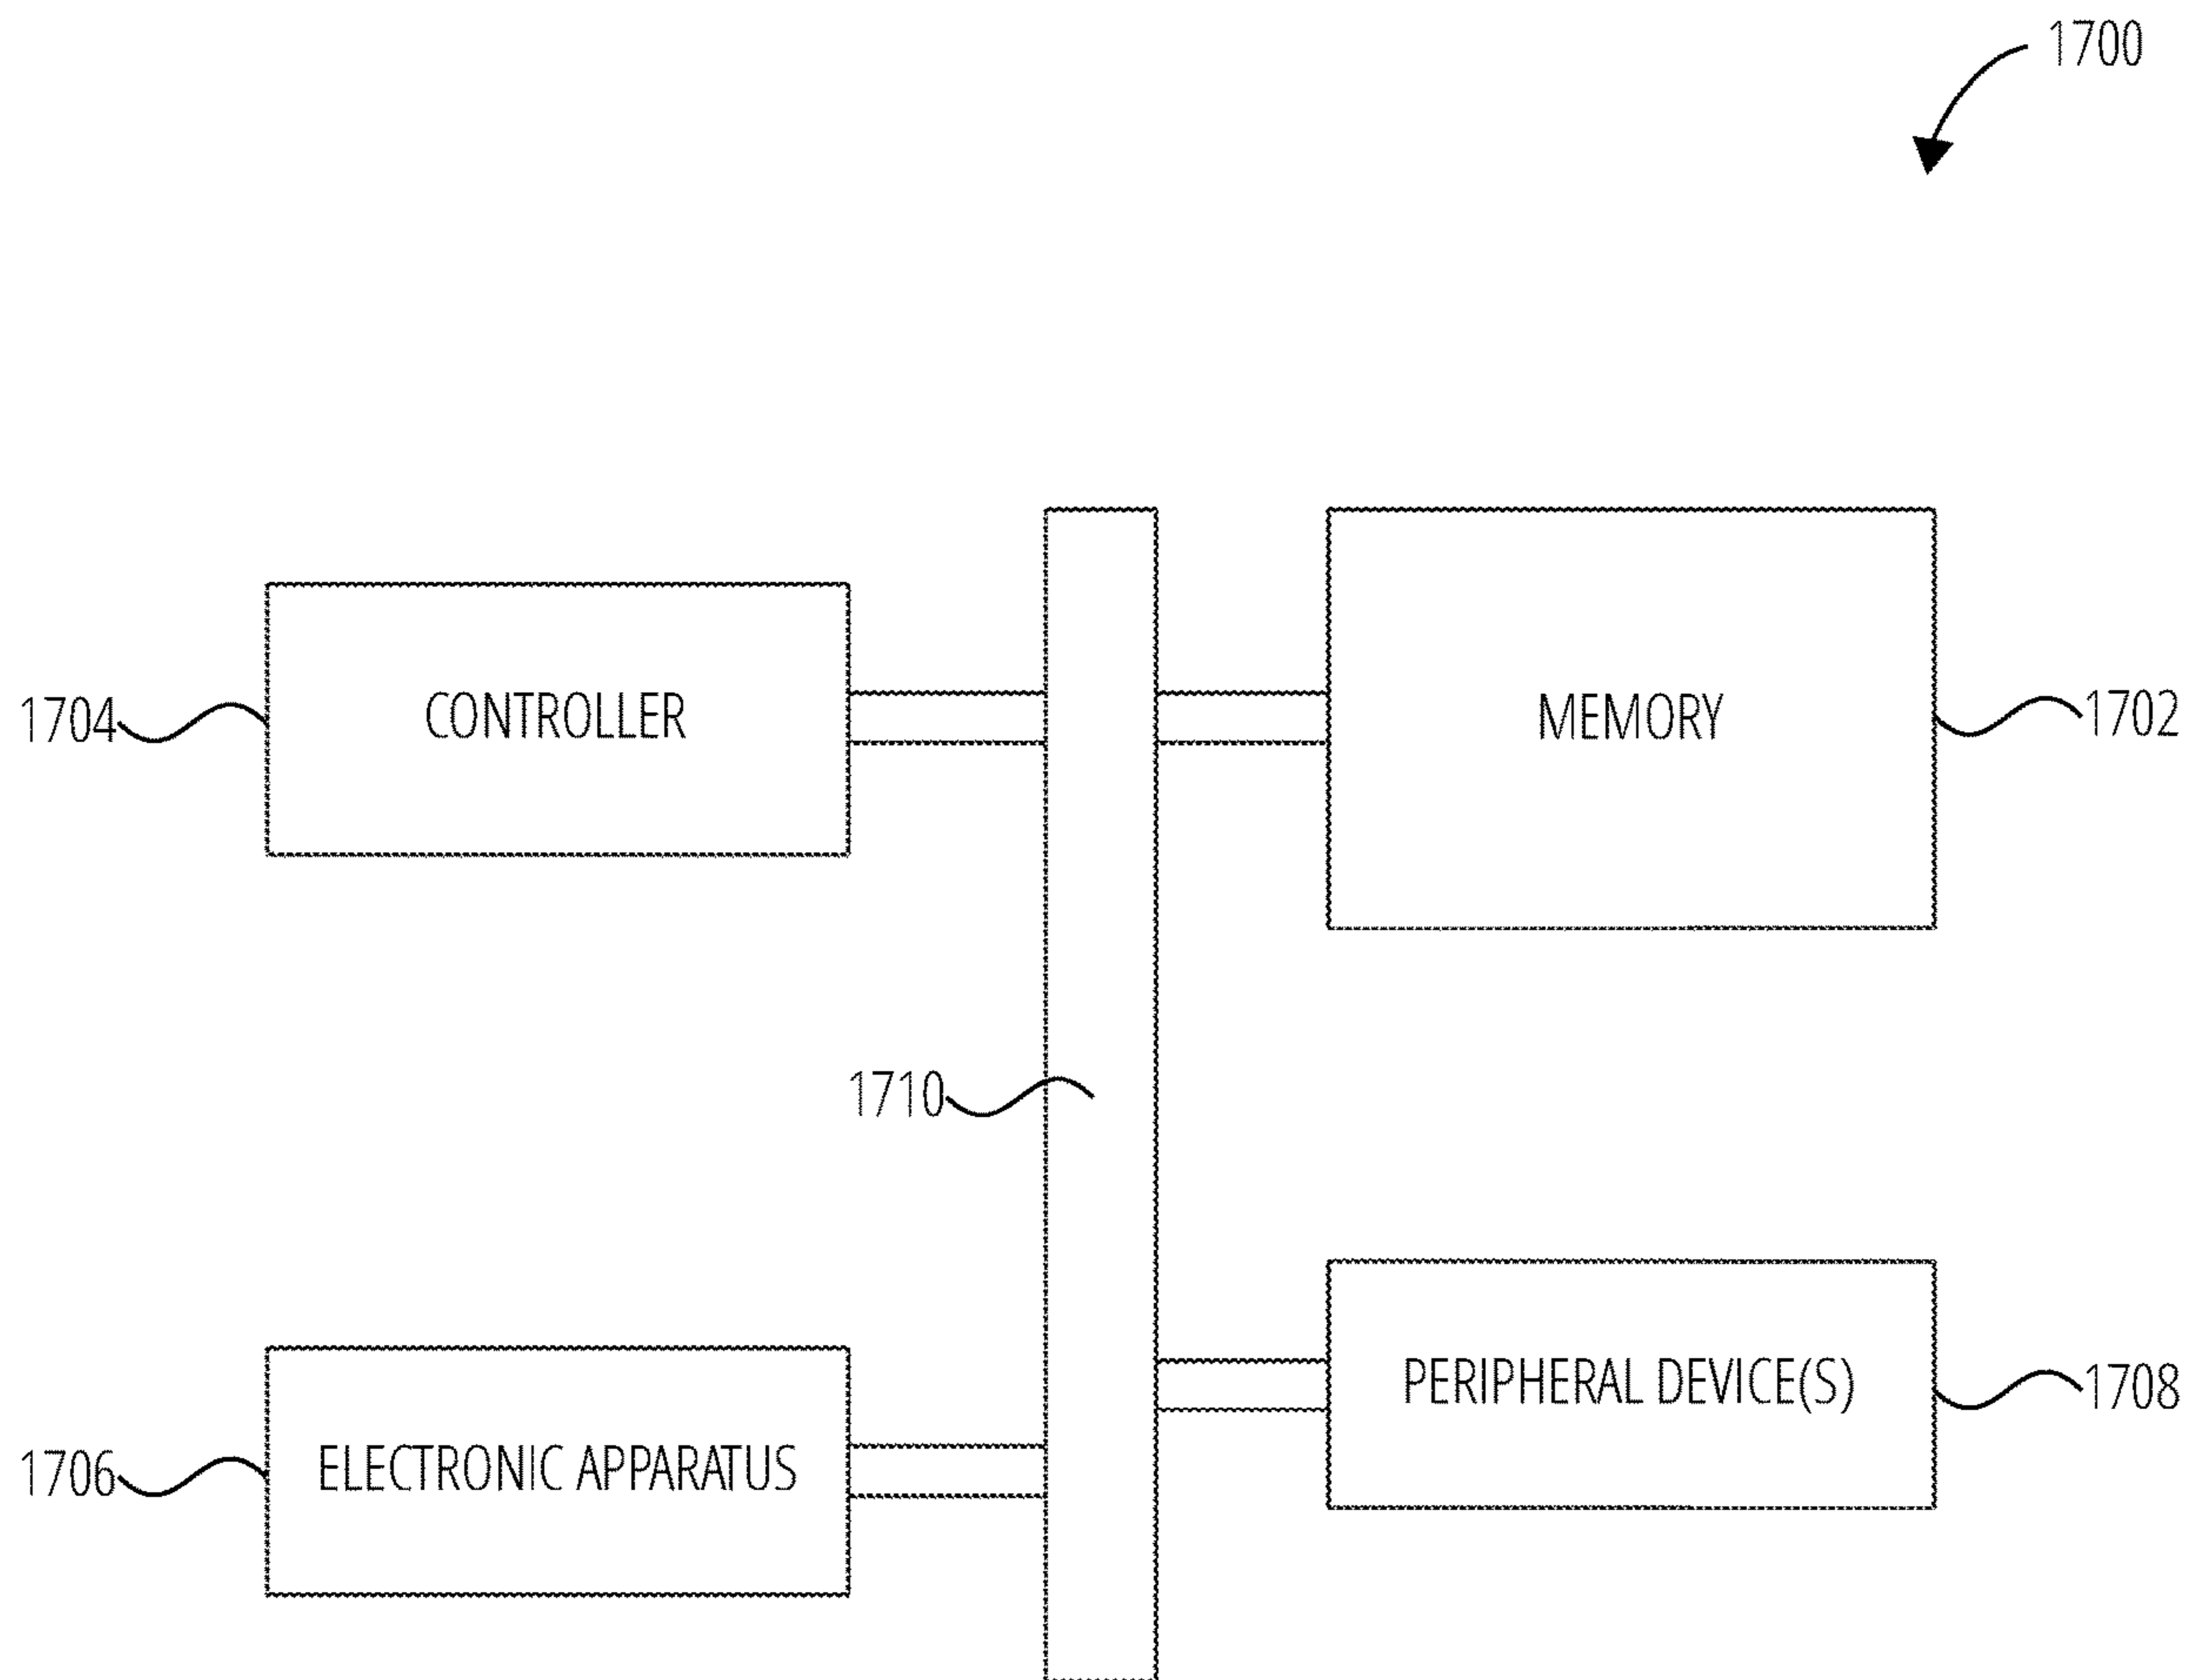 1700
CONTROLLER
MEMORY
1704
1702
1710
PERIPHERAL DEVICE(S)
1708
ELECTRONIC APPARATUS
1706